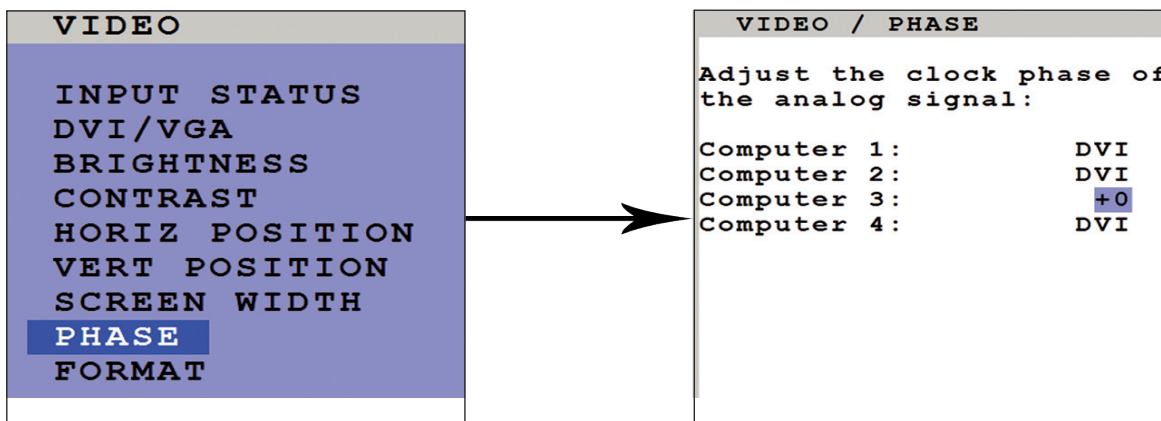 VIDEO
INPUT STATUS
DVI/VGA
BRIGHTNESS
CONTRAST
HORIZ POSITION
VERT POSITION
SCREEN WIDTH
PHASE
FORMAT
VIDEO / PHASE
Adjust the clock phase of
the analog signal:
Computer 1: DVI
Computer 2: DVI
Computer 3: +0
Computer 4: DVI